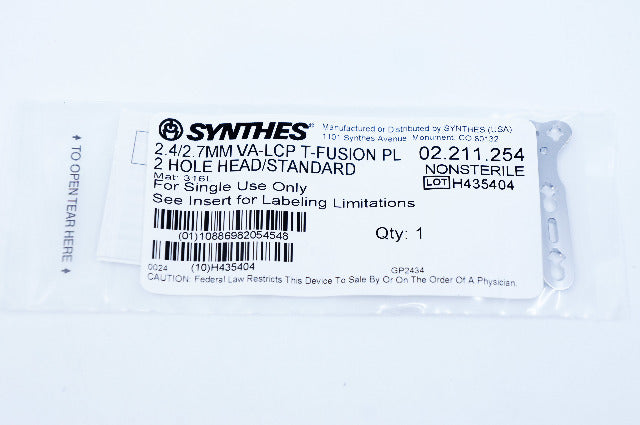 SYNTHES®
Manufactured or Distributed by SYNTHES (USA)
1101 Synthes Avenue, Monument, CO 80132
2.4/2.7MM VA-LCP T-FUSION PL
2 HOLE HEAD/STANDARD
02.211.254
NONSTERILE
LOT H435404
Mat: 316L
For Single Use Only
See Insert for Labeling Limitations
(01)10886982054548
Qty: 1
0024
(10)H435404
GP2434
CAUTION: Federal Law Restricts This Device To Sale By Or On The Order Of A Physician.
TO OPEN TEAR HERE